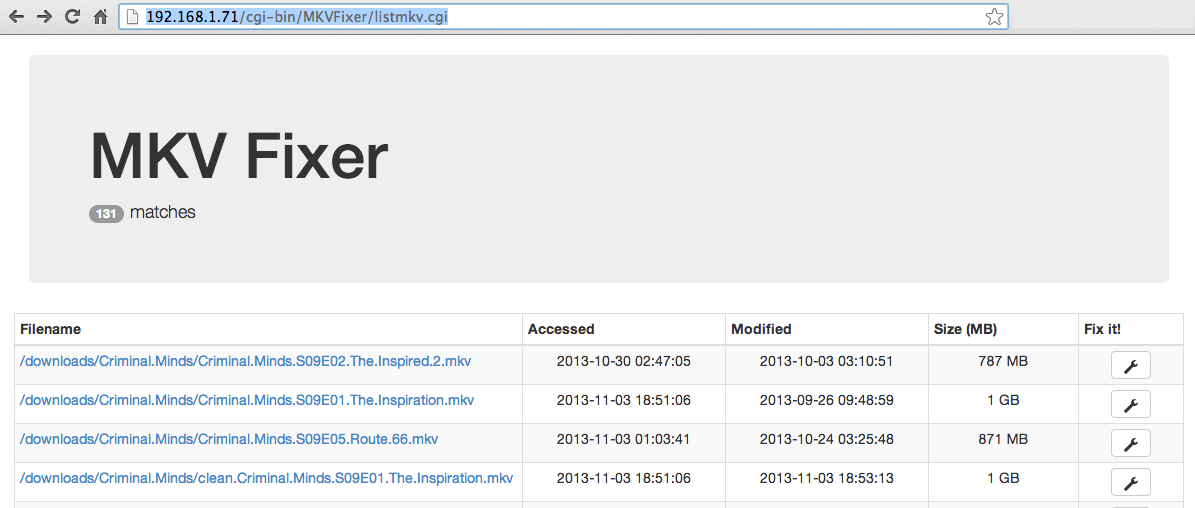 192.168.1.71/cgi-bin/MKVFixer/listmkv.cgi
MKV Fixer
131 matches
Filename Accessed Modified Size (MB) Fix it!
/downloads/Criminal.Minds/Criminal.Minds.S09E02.The.Inspired.2.mkv 2013-10-30 02:47:05 2013-10-03 03:10:51 787 MB
/downloads/Criminal.Minds/Criminal.Minds.S09E01.The.Inspiration.mkv 2013-11-03 18:51:06 2013-09-26 09:48:59 1 GB
/downloads/Criminal.Minds/Criminal.Minds.S09E05.Route.66.mkv 2013-11-03 01:03:41 2013-10-24 03:25:48 871 MB
/downloads/Criminal.Minds/clean.Criminal.Minds.S09E01.The.Inspiration.mkv 2013-11-03 18:51:06 2013-11-03 18:53:13 1 GB